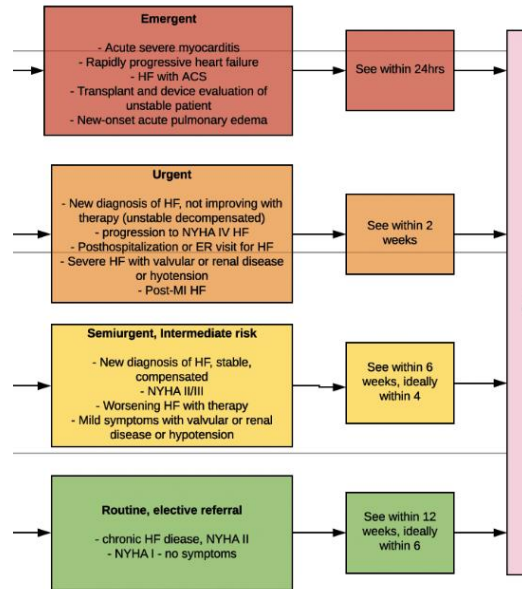 Emergent
- Acute severe myocarditis
- Rapidly progressive heart failure
- HF with ACS
- Transplant and device evaluation of
unstable patient
- New-onset acute pulmonary edema
See within 24hrs
Urgent
- New diagnosis of HF, not improving with
therapy (unstable decompensated)
- progression to NYHA IV HF
- Posthospitalization or ER visit for HF
- Severe HF with valvular or renal disease
or hyotension
- Post-MI HF
See within 2
weeks
Semiurgent, Intermediate risk
- New diagnosis of HF, stable,
compensated
- NYHA II/III
- Worsening HF with therapy
- Mild symptoms with valvular or renal
disease or hypotension
See within 6
weeks, ideally
within 4
Routine, elective referral
- chronic HF diease, NYHA II
- NYHA I - no symptoms
See within 12
weeks, ideally
within 6